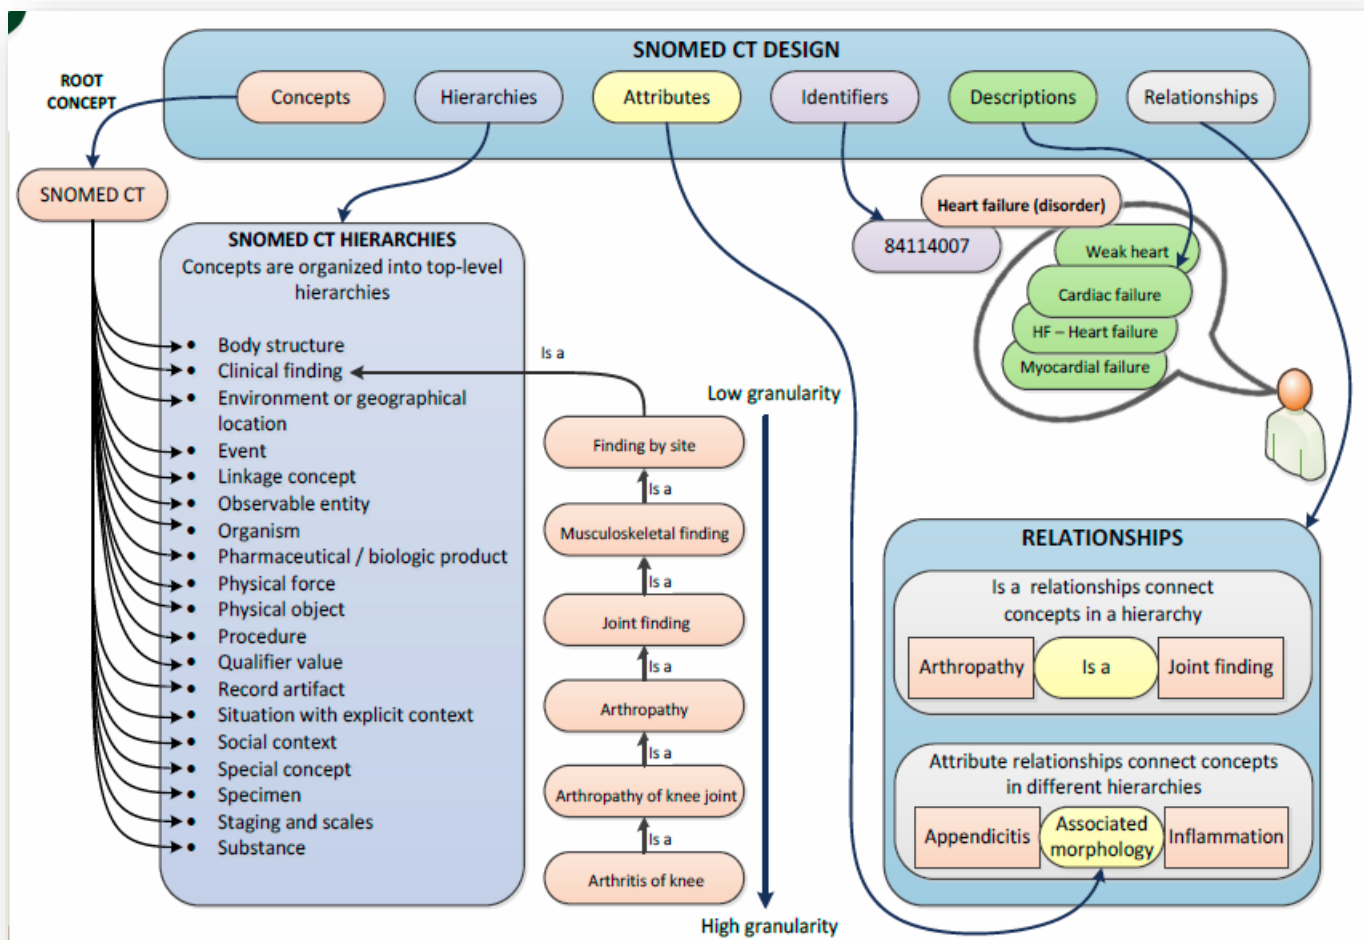 SNOMED CT DESIGN
ROOT
CONCEPT
Concepts
Hierarchies
Attributes
Identifiers
Descriptions
Relationships
SNOMED CT
SNOMED CT HIERARCHIES
Concepts are organized into top-level
hierarchies
• Body structure
• Clinical finding
• Environment or geographical
location
• Event
• Linkage concept
• Observable entity
• Organism
• Pharmaceutical / biologic product
• Physical force
• Physical object
• Procedure
• Qualifier value
• Record artifact
• Situation with explicit context
• Social context
• Special concept
• Specimen
• Staging and scales
• Substance
Is a
Finding by site
Is a
Musculoskeletal finding
Is a
Joint finding
Is a
Arthropathy
Is a
Arthropathy of knee joint
Is a
Arthritis of knee
Low granularity
High granularity
Heart failure (disorder)
84114007
Weak heart
Cardiac failure
HF – Heart failure
Myocardial failure
RELATIONSHIPS
Is a relationships connect
concepts in a hierarchy
Arthropathy
Is a
Joint finding
Attribute relationships connect concepts
in different hierarchies
Appendicitis
Associated
morphology
Inflammation